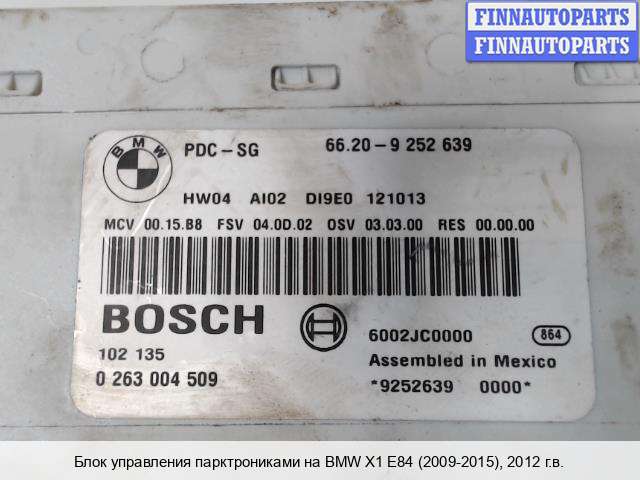 FINNAUTOPARTS
FINNAUTOPARTS
BMW
PDC-SG 66.20-9 252 639
HW04 AI02 DI9E0 121013
MCV 00.15.B8 FSV 04.0D.02 OSV 03.03.00 RES 00.00.00
BOSCH
6002JC0000 864
102 135
Assembled in Mexico
0 263 004 509
*9252639 0000*
Блок управления парктрониками на BMW X1 E84 (2009-2015), 2012 г.в.